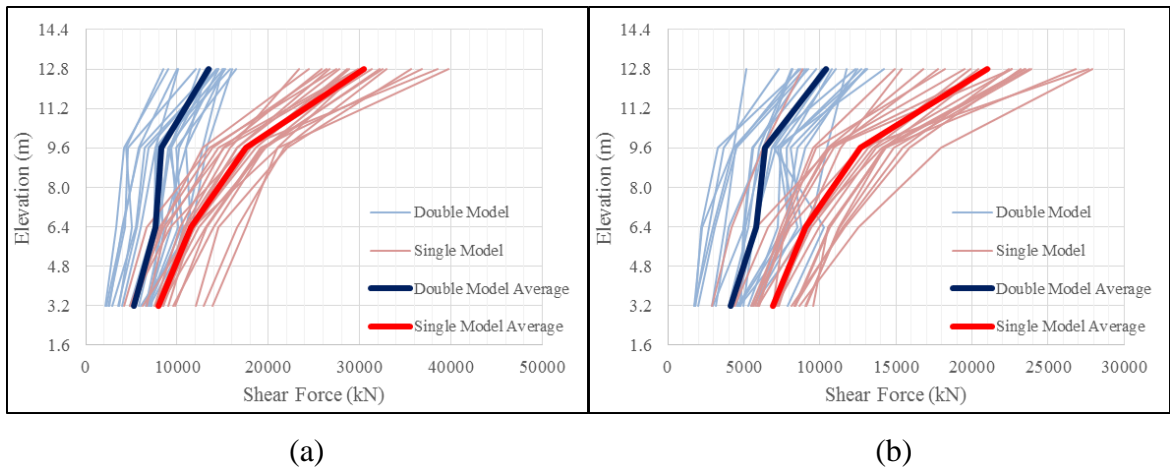 14.4
12.8
11.2
9.6
8.0
6.4
4.8
3.2
1.6
Elevation (m)
0 10000 20000 30000 40000 50000
Shear Force (kN)
Double Model
Single Model
Double Model Average
Single Model Average
(a)
14.4
12.8
11.2
9.6
8.0
6.4
4.8
3.2
1.6
Elevation (m)
0 5000 10000 15000 20000 25000 30000
Shear Force (kN)
Double Model
Single Model
Double Model Average
Single Model Average
(b)